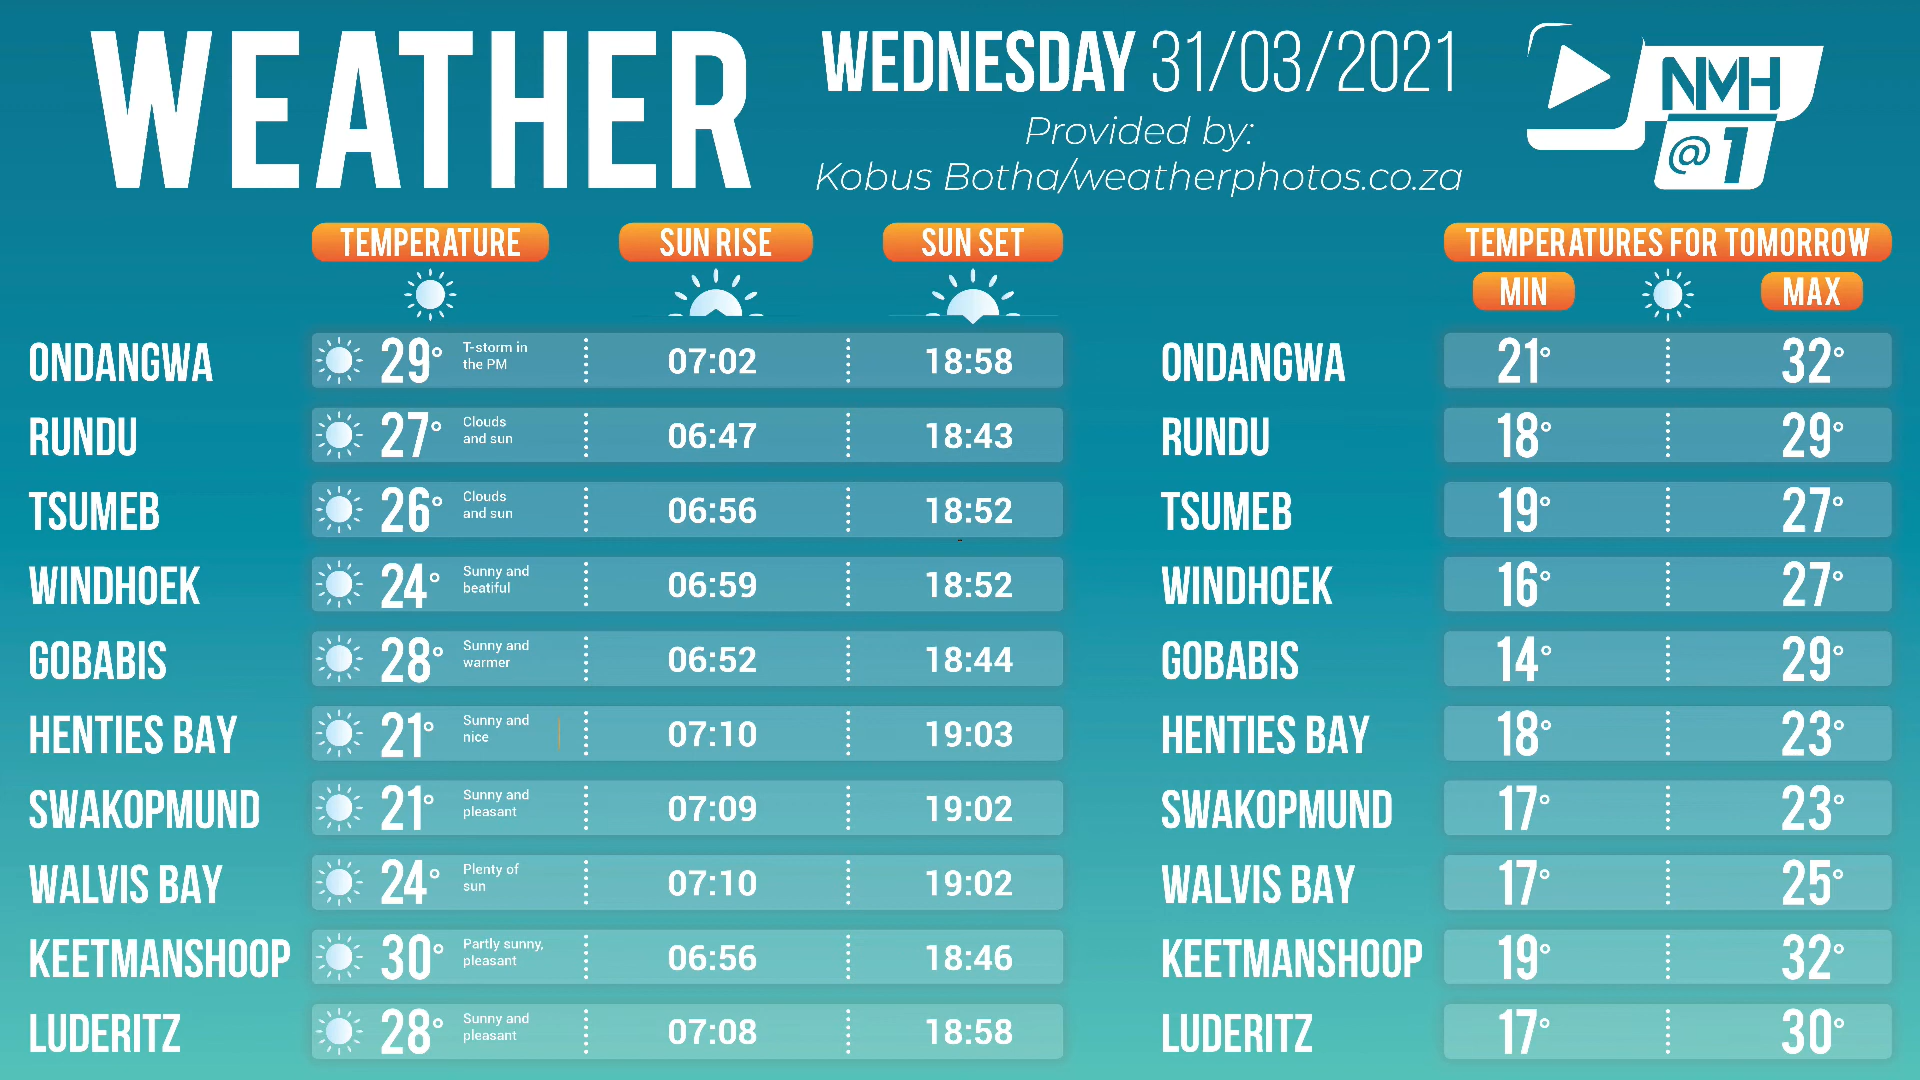 WEATHER
WEDNESDAY 31/03/2021
Provided by:
Kobus Botha/weatherphotos.co.za
NMH
@1
TEMPERATURE SUN RISE SUN SET
ONDANGWA 29° T-storm in the PM 07:02 18:58
RUNDU 27° Clouds and sun 06:47 18:43
TSUMEB 26° Clouds and sun 06:56 18:52
WINDHOEK 24° Sunny and beatiful 06:59 18:52
GOBABIS 28° Sunny and warmer 06:52 18:44
HENTIES BAY 21° Sunny and nice 07:10 19:03
SWAKOPMUND 21° Sunny and pleasant 07:09 19:02
WALVIS BAY 24° Plenty of sun 07:10 19:02
KEETMANSHOOP 30° Partly sunny, pleasant 06:56 18:46
LUDERITZ 28° Sunny and pleasant 07:08 18:58
TEMPERATURES FOR TOMORROW
MIN MAX
ONDANGWA 21° 32°
RUNDU 18° 29°
TSUMEB 19° 27°
WINDHOEK 16° 27°
GOBABIS 14° 29°
HENTIES BAY 18° 23°
SWAKOPMUND 17° 23°
WALVIS BAY 17° 25°
KEETMANSHOOP 19° 32°
LUDERITZ 17° 30°